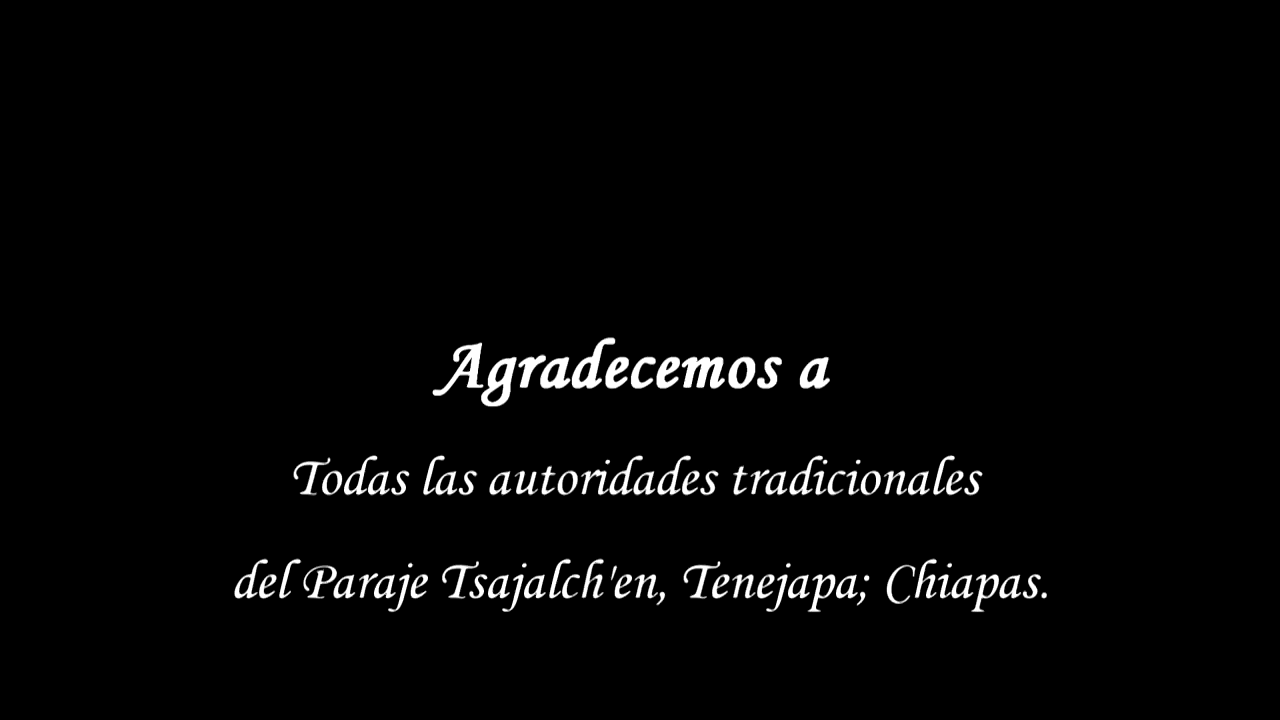 Agradecemos a
Todas las autoridades tradicionales
del Paraje Tsajalch'en, Tenejapa; Chiapas.